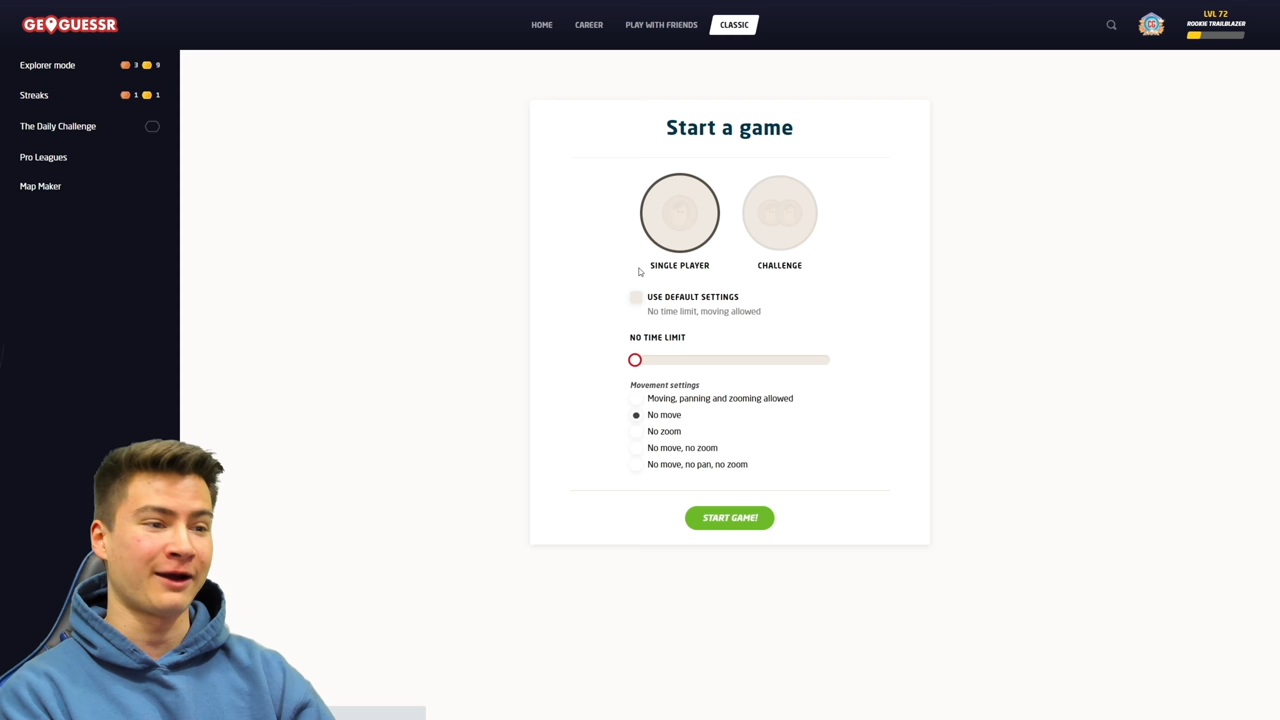 GEOGUESSR
HOME CAREER PLAY WITH FRIENDS CLASSIC
LVL 72
ROOKIE TRAILBLAZER
CG
Explorer mode 3 9
Streaks 1 1
The Daily Challenge
Pro Leagues
Map Maker
Start a game
SINGLE PLAYER CHALLENGE
USE DEFAULT SETTINGS
No time limit, moving allowed
NO TIME LIMIT
Movement settings
Moving, panning and zooming allowed
No move
No zoom
No move, no zoom
No move, no pan, no zoom
START GAME!